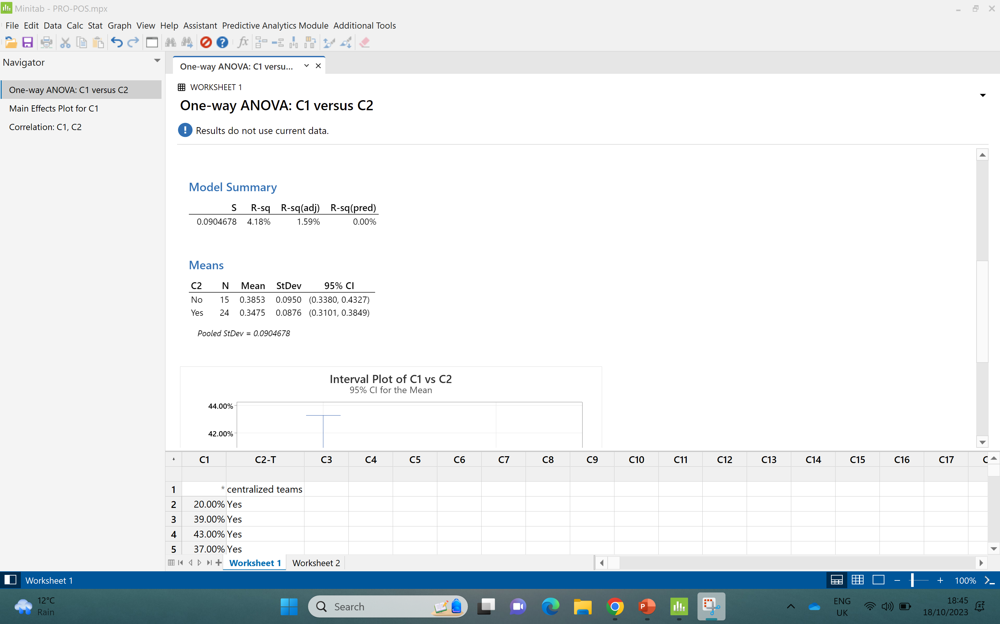 Minitab - PRO-POS.mpx
File Edit Data Calc Stat Graph View Help Assistant Predictive Analytics Module Additional Tools
Navigator
One-way ANOVA: C1 versu...
One-way ANOVA: C1 versus C2
Main Effects Plot for C1
Correlation: C1, C2
WORKSHEET 1
One-way ANOVA: C1 versus C2
Results do not use current data.
Model Summary
S R-sq R-sq(adj) R-sq(pred)
0.0904678 4.18% 1.59% 0.00%
Means
C2 N Mean StDev 95% CI
No 15 0.3853 0.0950 (0.3380, 0.4327)
Yes 24 0.3475 0.0876 (0.3101, 0.3849)
Pooled StDev = 0.0904678
Interval Plot of C1 vs C2
95% CI for the Mean
44.00%
42.00%
C1 C2-T C3 C4 C5 C6 C7 C8 C9 C10 C11 C12 C13 C14 C15 C16 C17 C
1 * centralized teams
2 20.00% Yes
3 39.00% Yes
4 43.00% Yes
5 37.00% Yes
Worksheet 1 Worksheet 2
Worksheet 1
100%
12°C
Rain
Search
ENG
UK
18:45
18/10/2023